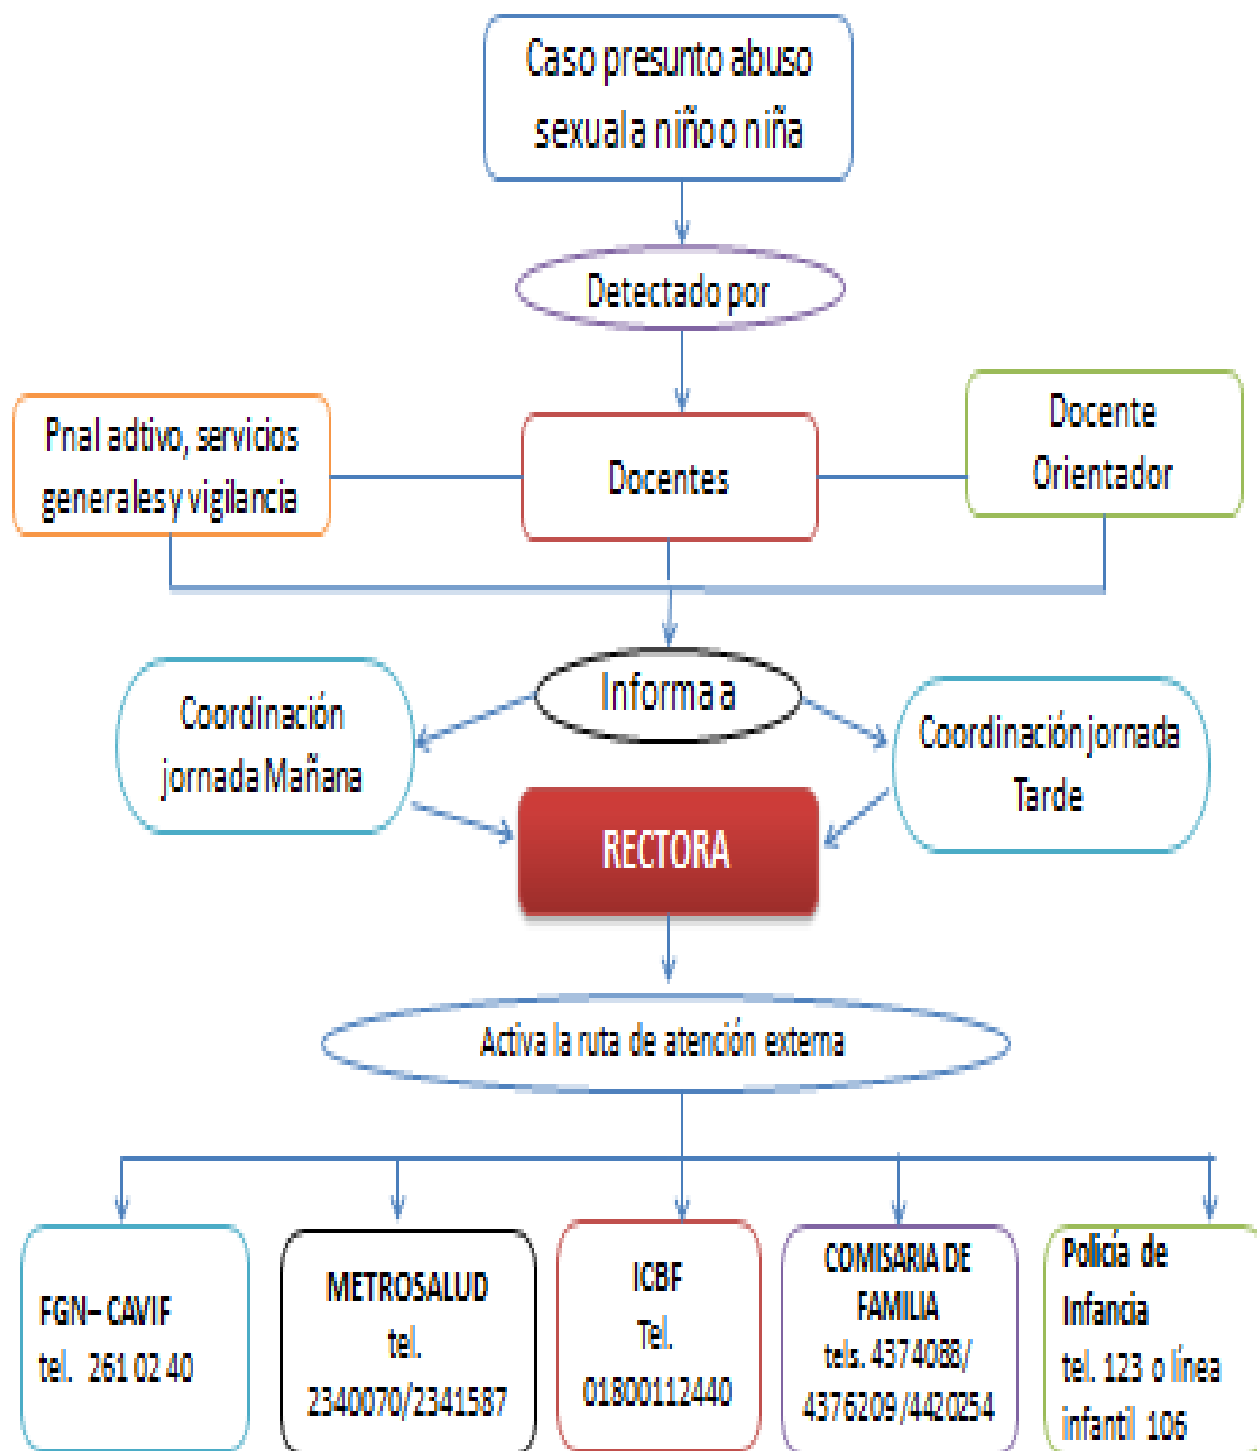 Caso presunto abuso
sexual a niño o niña
Detectado por
Pnal adtivo, servicios
generales y vigilancia
Docentes
Docente
Orientador
Informa a
Coordinación
jornada Mañana
Coordinación jornada
Tarde
RECTORA
Activa la ruta de atención externa
FGN– CAVIF
tel. 261 02 40
METROSALUD
tel.
2340070/2341587
ICBF
Tel.
01800112440
COMISARIA DE
FAMILIA
tels. 4374088/
4376209 /4420254
Policía de
Infancia
tel. 123 o línea
infantil 106